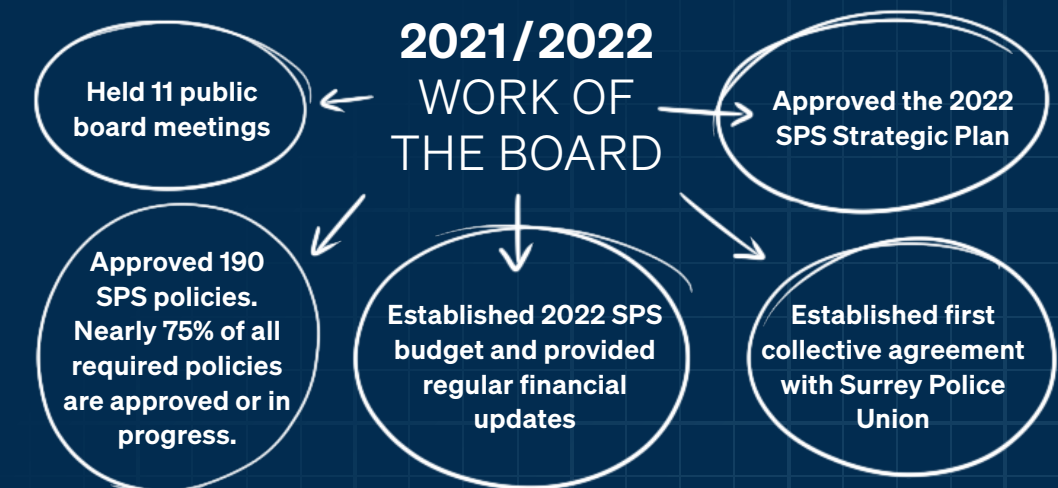 2021/2022
WORK OF
THE BOARD
Held 11 public
board meetings
Approved the 2022
SPS Strategic Plan
Approved 190
SPS policies.
Nearly 75% of all
required policies
are approved or in
progress.
Established 2022 SPS
budget and provided
regular financial
updates
Established first
collective agreement
with Surrey Police
Union